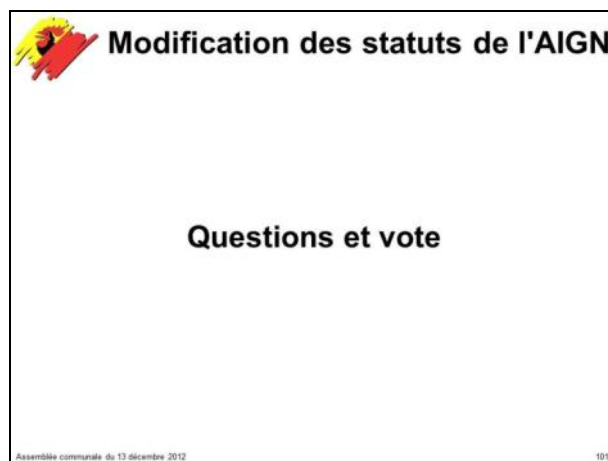 Modification des statuts de l'AIGN
Questions et vote
Assemblée communale du 13 décembre 2012
101